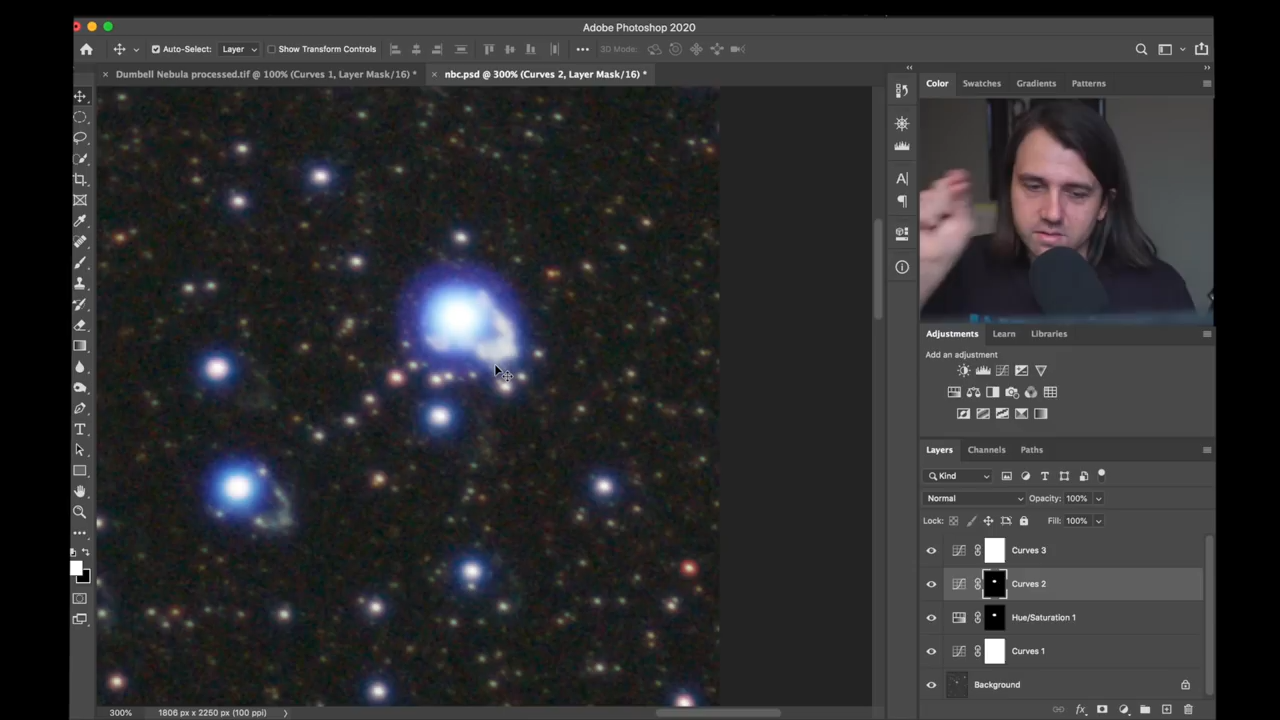 Adobe Photoshop 2020
Auto-Select: Layer Show Transform Controls 3D Mode:
× Dumbell Nebula processed.tif @ 100% (Curves 1, Layer Mask/16) * × nbc.psd @ 300% (Curves 2, Layer Mask/16) *
Color Swatches Gradients Patterns
Adjustments Learn Libraries
Add an adjustment
Layers Channels Paths
Kind
Normal Opacity: 100%
Lock: Fill: 100%
Curves 3
Curves 2
Hue/Saturation 1
Curves 1
Background
300% 1806 px x 2250 px (100 ppi)